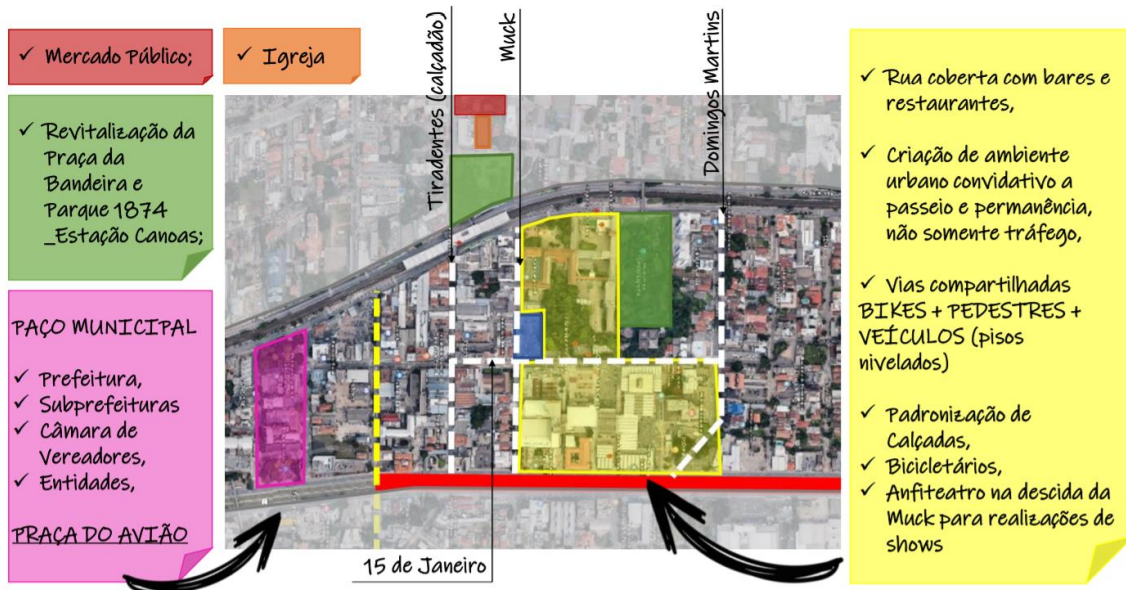 ✓ Mercado Público;
✓ Igreja
✓ Revitalização da
Praça da
Bandeira e
Parque 1874
_Estação Canoas;
PAÇO MUNICIPAL
✓ Prefeitura,
✓ Subprefeituras
✓ Câmara de
Vereadores,
✓ Entidades,
PRAÇA DO AVIÃO
Tiradentes (calçadão)
Muck
Domingos Martins
15 de Janeiro
✓ Rua coberta com bares e
restaurantes,
✓ Criação de ambiente
urbano convidativo a
passeio e permanência,
não somente tráfego,
✓ Vias compartilhadas
BIKES + PEDESTRES +
VEÍCULOS (pisos
nivelados)
✓ Padronização de
Calçadas,
✓ Bicicletários,
✓ Anfiteatro na descida da
Muck para realizações de
shows